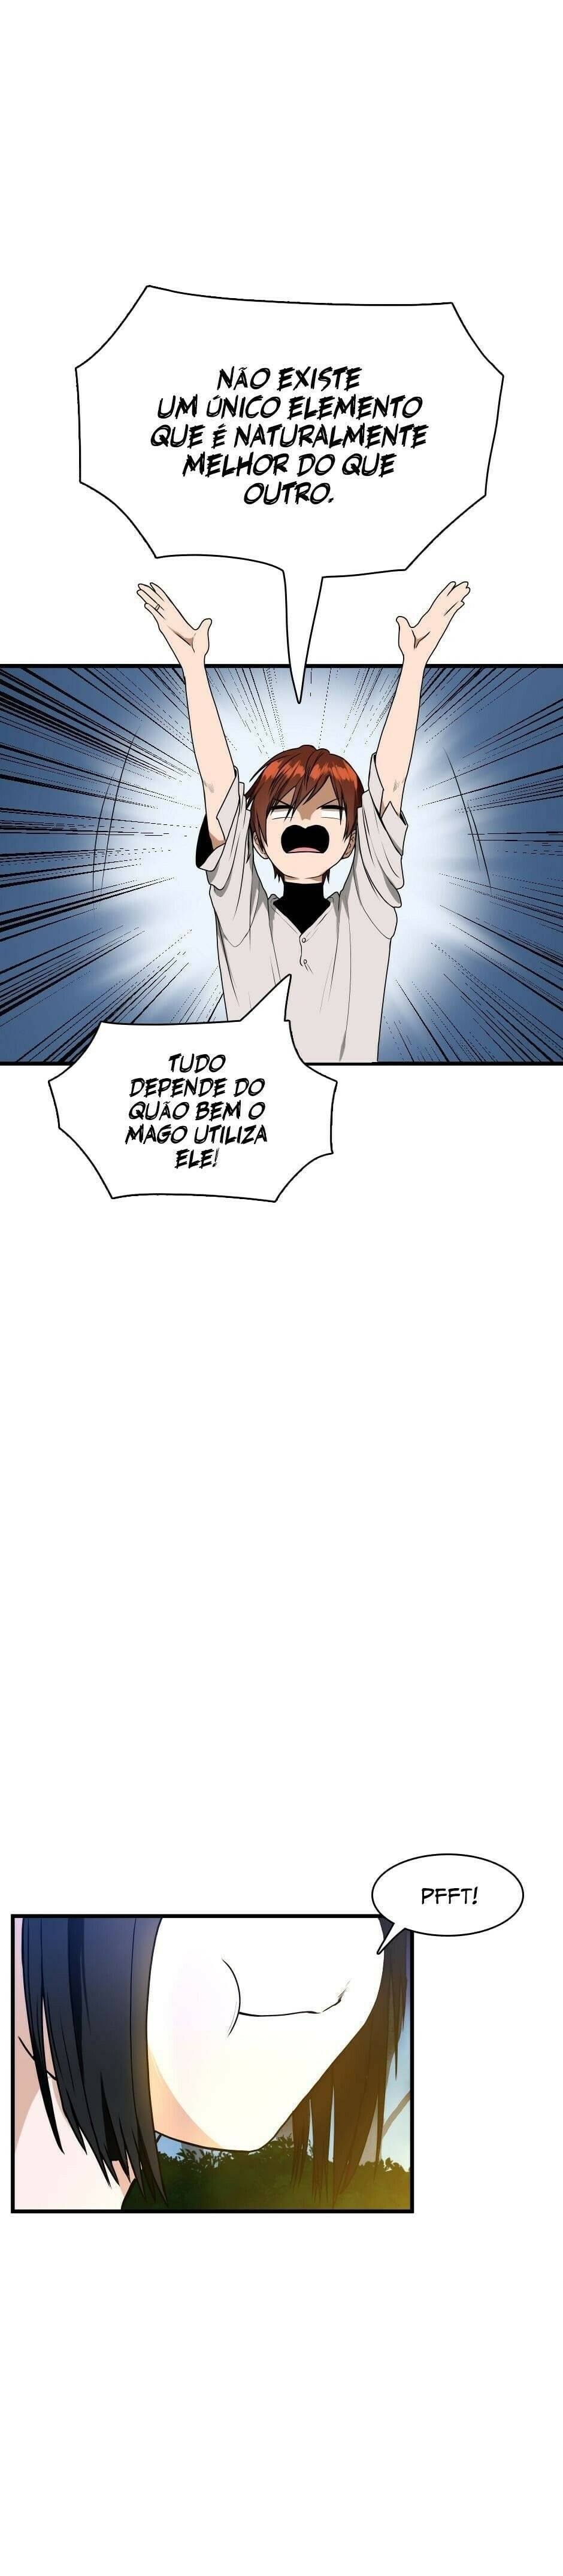 NÃO EXISTE
UM ÚNICO ELEMENTO
QUE É NATURALMENTE
MELHOR DO QUE
OUTRO.
TUDO
DEPENDE DO
QUÃO BEM O
MAGO UTILIZA
ELE!
PFFT!